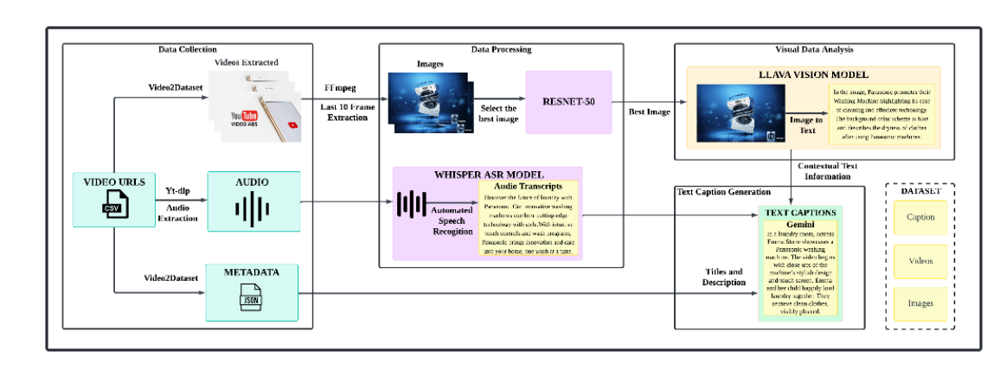 Data Collection
Videos Extracted
Video2Dataset
YouTube
VIDEO ADS
VIDEO URLS
CSV
Yt-dlp
Audio
Extraction
AUDIO
Video2Dataset
METADATA
JSON
FFmpeg
Last 10 Frame
Extraction
Data Processing
Images
Select the
best image
RESNET-50
WHISPER ASR MODEL
Automated
Speech
Recogition
Audio Transcripts
Discover the future of laundry with
Panasonic. Our innovative washing
machines combine cutting-edge
technology with style.With intuitive
touch controls and wash programs,
Panasonic brings innovation and care
into your home, one wash at a time.
Best Image
Visual Data Analysis
LLAVA VISION MODEL
Image to
Text
In the image, Panasonic promotes their
Washing Machine highlighting its ease
of cleaning and effecient technology
The background color scheme is blue
and describes the dryness of clothes
after using Panasonic machines.
Contextual Text
Information
Text Caption Generation
Titles and
Description
TEXT CAPTIONS
Gemini
In a laundry room, actress
Emma Stone showcases a
Panasonic washing
machine. The video begins
with close-ups of the
machine's stylish design
and touch screen. Emma
and her child happily load
laundry together. They
retrieve clean clothes,
visibly pleased.
DATASET
Caption
Videos
Images